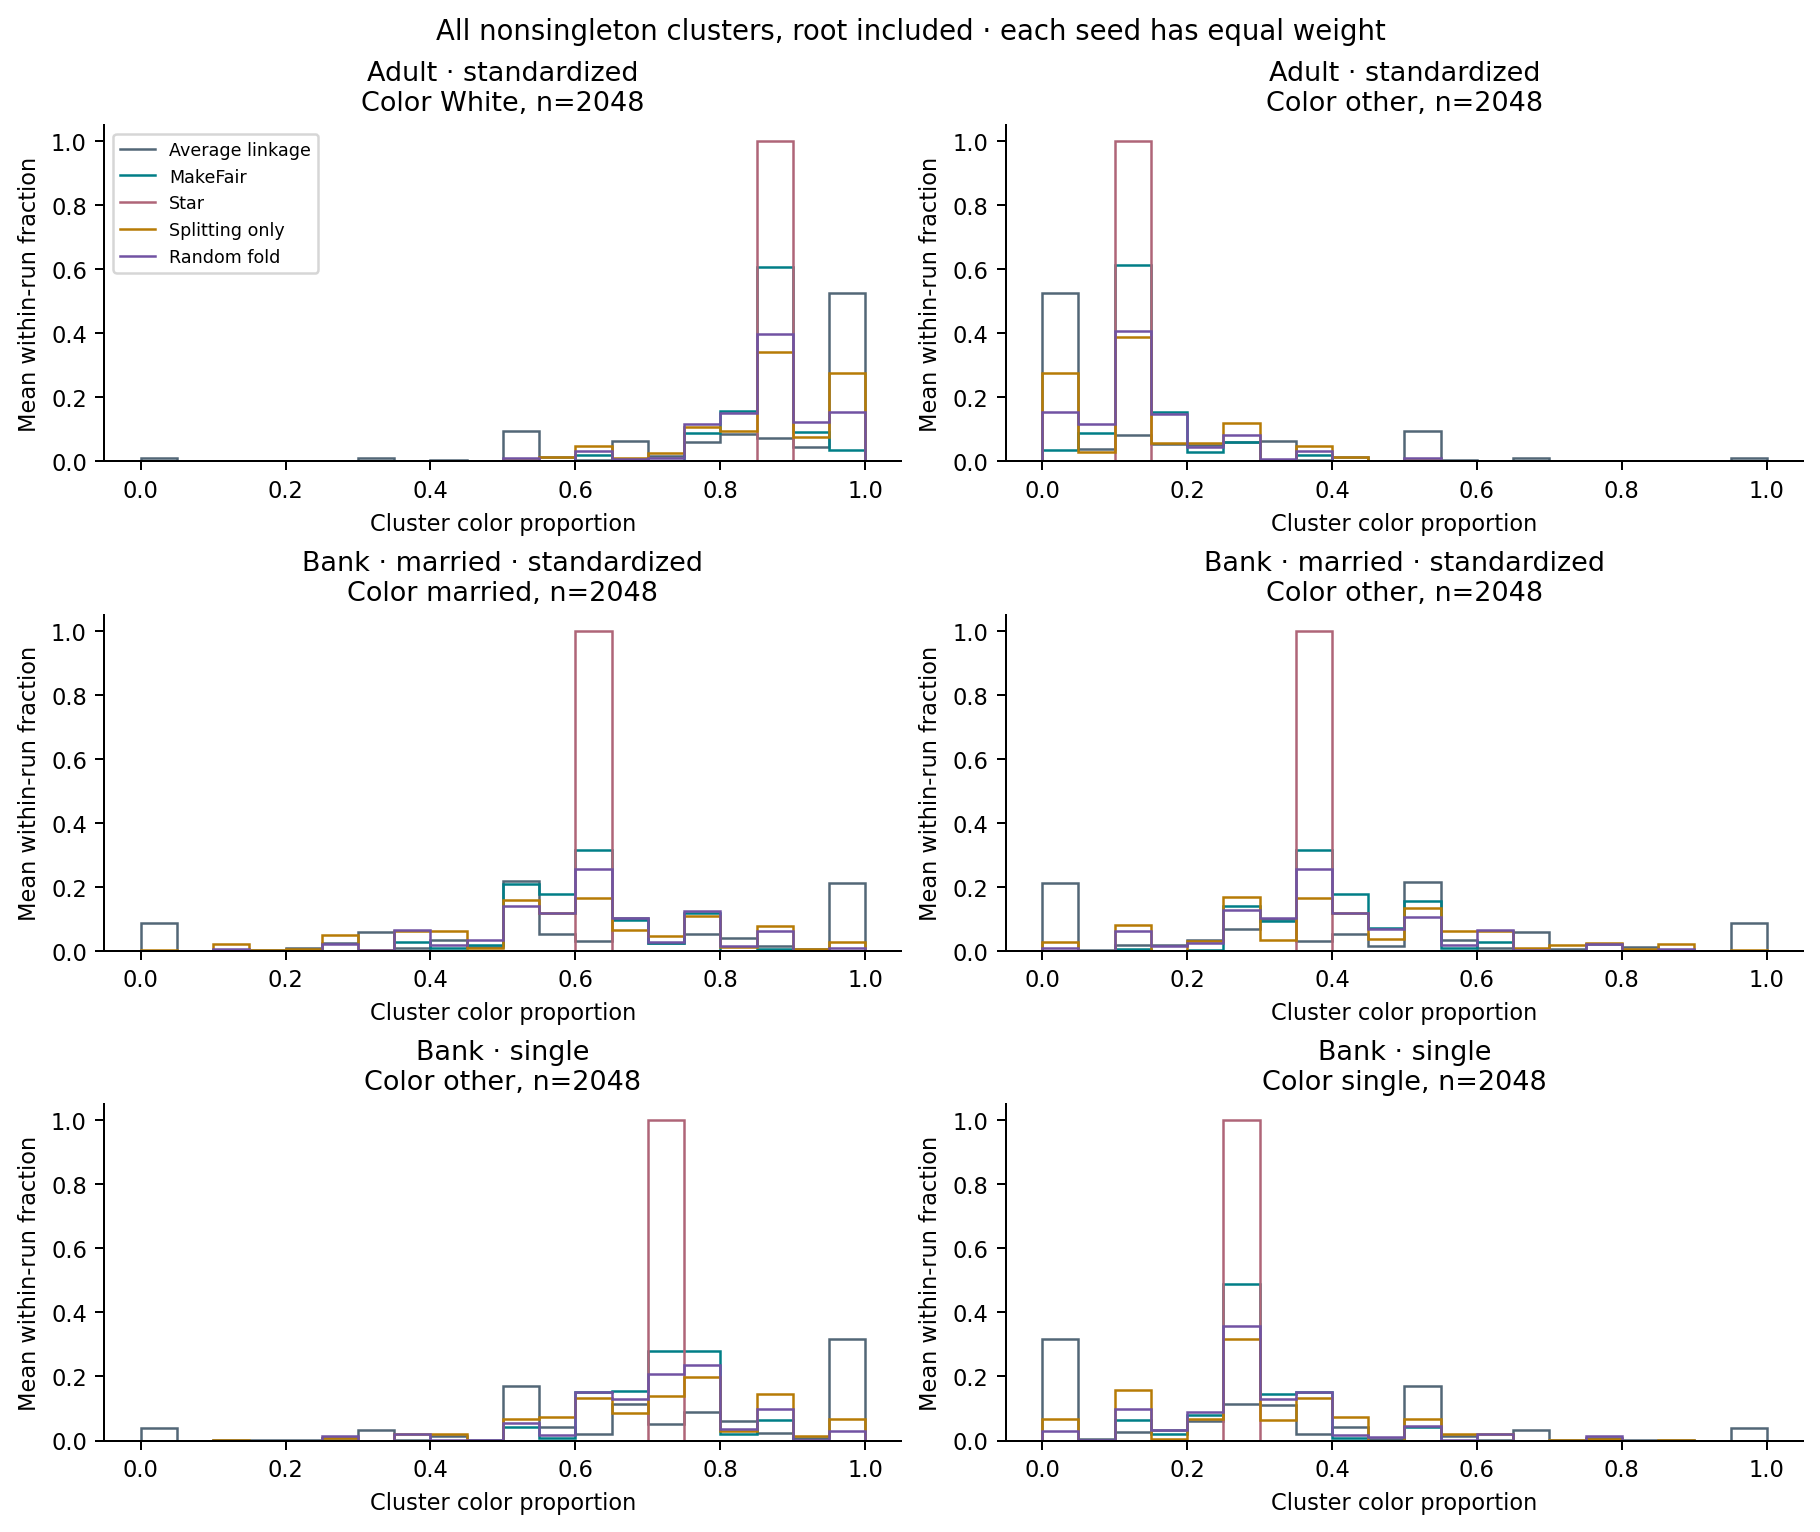 All nonsingleton clusters, root included · each seed has equal weight
Adult · standardized
Color White, n=2048
Mean within-run fraction
1.0
0.8
0.6
0.4
0.2
0.0
Average linkage
MakeFair
Star
Splitting only
Random fold
0.0 0.2 0.4 0.6 0.8 1.0
Cluster color proportion
Adult · standardized
Color other, n=2048
Mean within-run fraction
1.0
0.8
0.6
0.4
0.2
0.0
0.0 0.2 0.4 0.6 0.8 1.0
Cluster color proportion
Bank · married · standardized
Color married, n=2048
Mean within-run fraction
1.0
0.8
0.6
0.4
0.2
0.0
0.0 0.2 0.4 0.6 0.8 1.0
Cluster color proportion
Bank · married · standardized
Color other, n=2048
Mean within-run fraction
1.0
0.8
0.6
0.4
0.2
0.0
0.0 0.2 0.4 0.6 0.8 1.0
Cluster color proportion
Bank · single
Color other, n=2048
Mean within-run fraction
1.0
0.8
0.6
0.4
0.2
0.0
0.0 0.2 0.4 0.6 0.8 1.0
Cluster color proportion
Bank · single
Color single, n=2048
Mean within-run fraction
1.0
0.8
0.6
0.4
0.2
0.0
0.0 0.2 0.4 0.6 0.8 1.0
Cluster color proportion